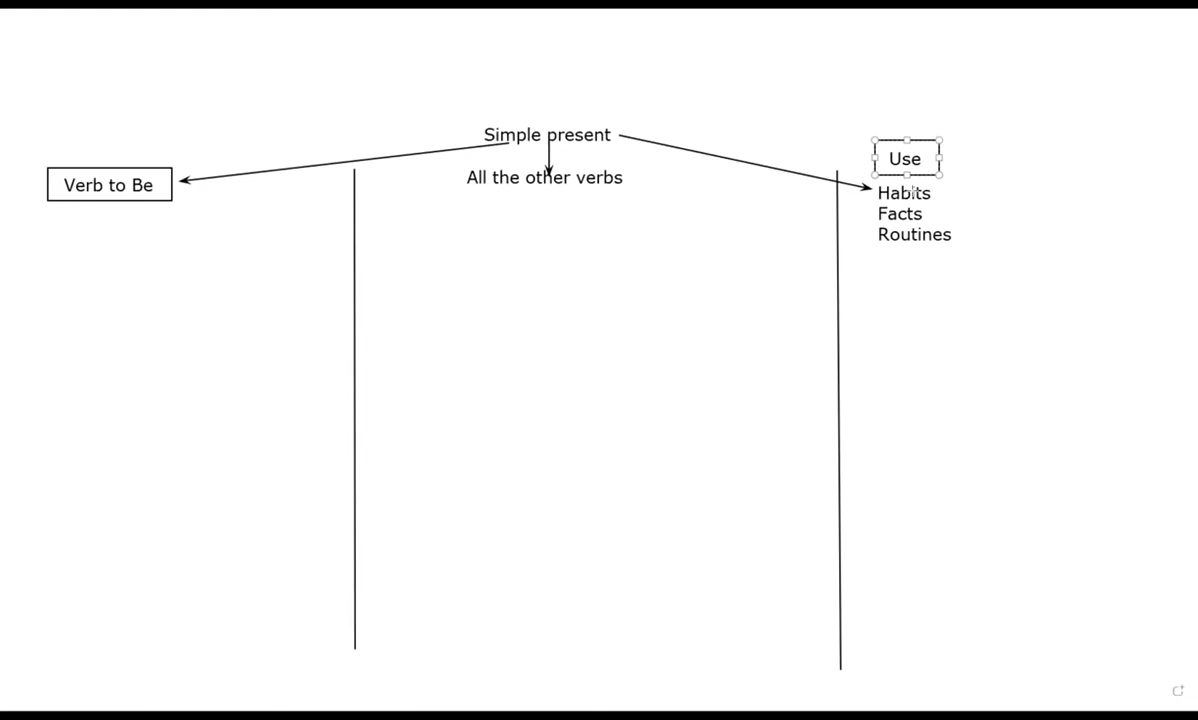 Simple present
Verb to Be
All the other verbs
Use
Habits
Facts
Routines